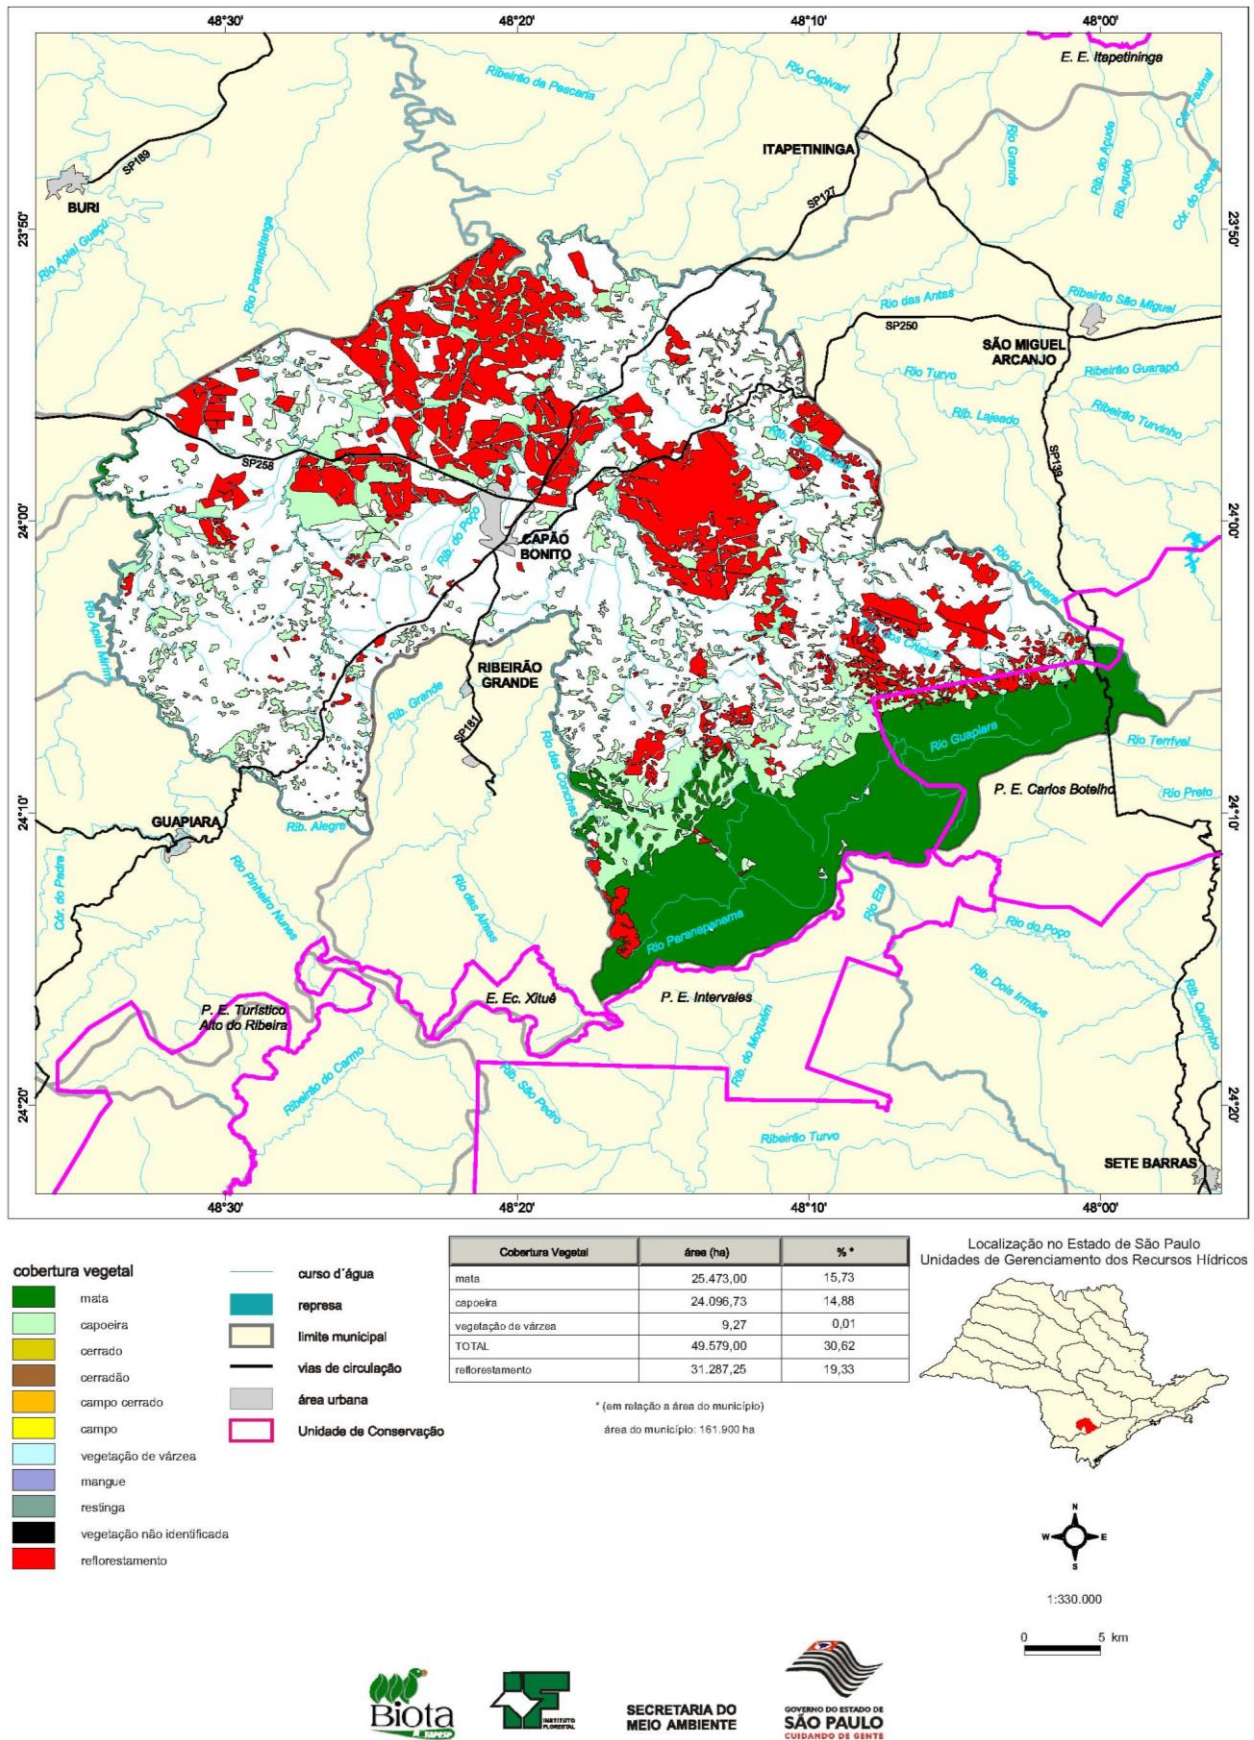 48°30'
48°20'
48°10'
48°00'
E. E. Itapetininga
Ribeirão da Pescaria
Rio Capivari
Cór. Faxinal
ITAPETININGA
Rio Grande
Rib. do Agudo
Rib. Agudo
Cór. do Soares
SP189
BURI
SP127
23°50'
23°50'
Rio Apiaí Guaçú
Rio Paranapitanga
Rio das Antas
Ribeirão São Miguel
SP250
SÃO MIGUEL
ARCANJO
Rio Turvo
Ribeirão Guarapó
Rib. Lajeado
Ribeirão Turvinho
SP258
SP139
24°00'
24°00'
Rib. do Poço
CAPÃO
BONITO
Rio do Taquaral
Rio Apiaí Mirim
RIBEIRÃO
GRANDE
Rib. Grande
SP181
Rio das Conchas
Rio Guapiara
Rio Terrível
P. E. Carlos Botelho
Rio Preto
24°10'
24°10'
GUAPIARA
Rib. Alegre
Cór. do Padre
Rio Pinheiro Nunes
Rio das Almas
Rio Paranapanema
Rio Eta
Rio do Poço
P. E. Turístico
Alto do Ribeira
E. Ec. Xituê
P. E. Intervales
Rib. Dois Irmãos
Rib. Quilombo
Rib. do Moquém
Ribeirão do Carmo
Rib. São Pedro
24°20'
24°20'
Ribeirão Turvo
SETE BARRAS
48°30'
48°20'
48°10'
48°00'
cobertura vegetal
mata
capoeira
cerrado
cerradão
campo cerrado
campo
vegetação de várzea
mangue
restinga
vegetação não identificada
reflorestamento
curso d´água
represa
limite municipal
vias de circulação
área urbana
Unidade de Conservação
Cobertura Vegetal área (ha) % *
mata 25.473,00 15,73
capoeira 24.096,73 14,88
vegetação de várzea 9,27 0,01
TOTAL 49.579,00 30,62
reflorestamento 31.287,25 19,33
* (em relação a área do município)
área do município: 161.900 ha
Localização no Estado de São Paulo
Unidades de Gerenciamento dos Recursos Hídricos
N
W E
S
1:330.000
0 5 km
Biota
FAPESP
IF
INSTITUTO
FLORESTAL
SECRETARIA DO
MEIO AMBIENTE
GOVERNO DO ESTADO DE
SÃO PAULO
CUIDANDO DE GENTE